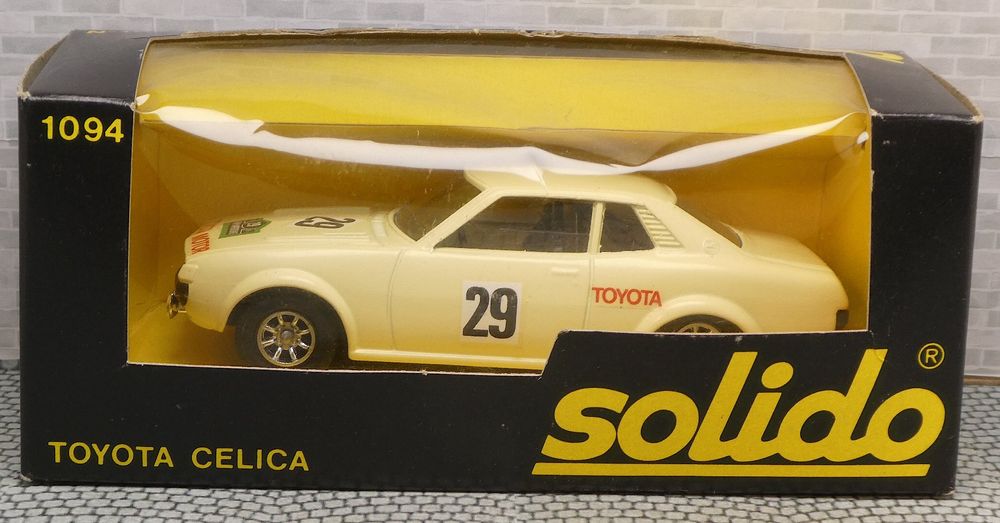 1094
29
29
TOYOTA
solido ®
TOYOTA CELICA